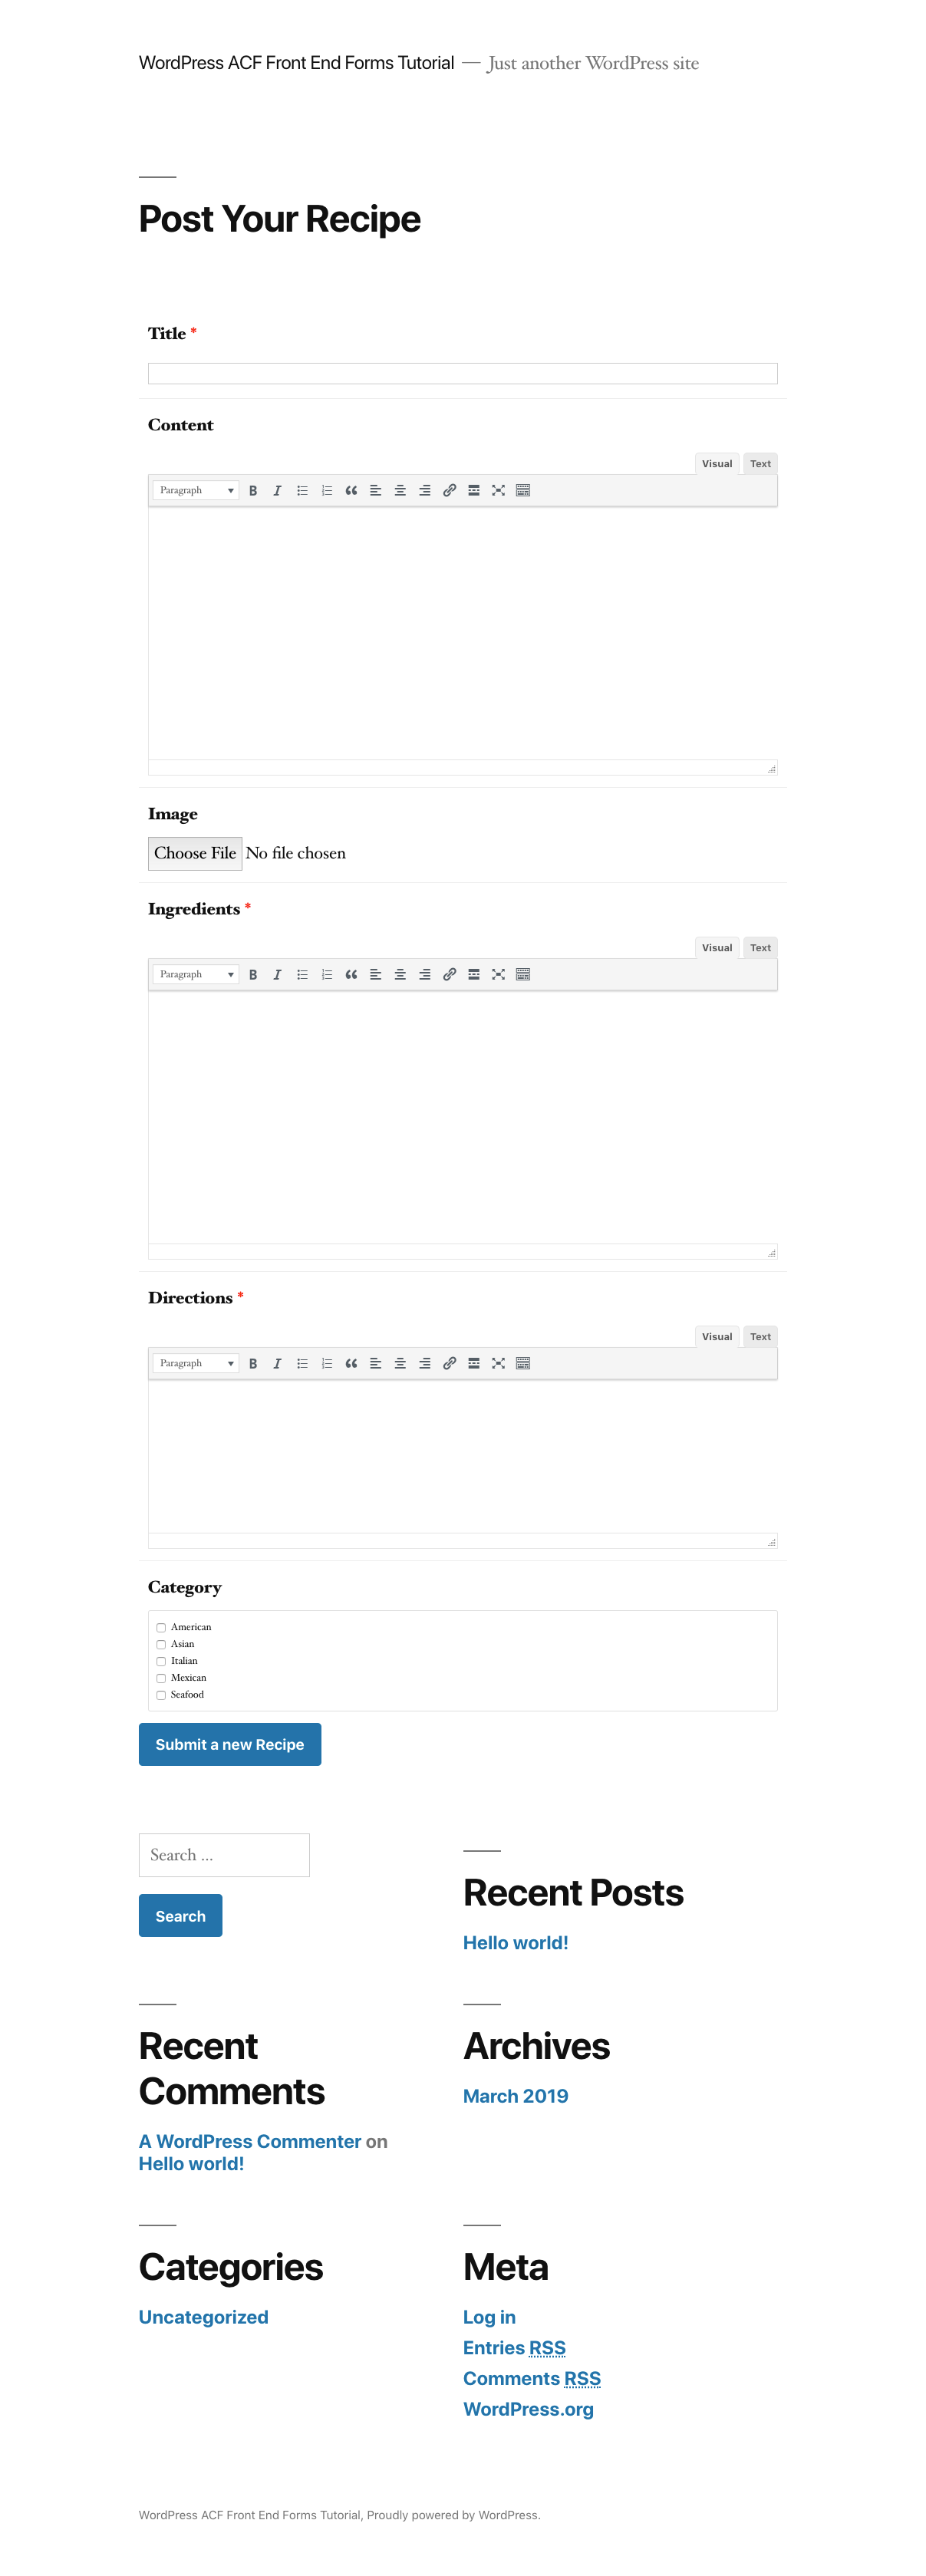 WordPress ACF Front End Forms Tutorial — Just another WordPress site
Post Your Recipe
Title *
Content
Visual Text
Paragraph
Image
Choose File No file chosen
Ingredients *
Visual Text
Paragraph
Directions *
Visual Text
Paragraph
Category
American
Asian
Italian
Mexican
Seafood
Submit a new Recipe
Search ...
Search
Recent Posts
Hello world!
Recent
Comments
A WordPress Commenter on
Hello world!
Archives
March 2019
Categories
Uncategorized
Meta
Log in
Entries RSS
Comments RSS
WordPress.org
WordPress ACF Front End Forms Tutorial, Proudly powered by WordPress.